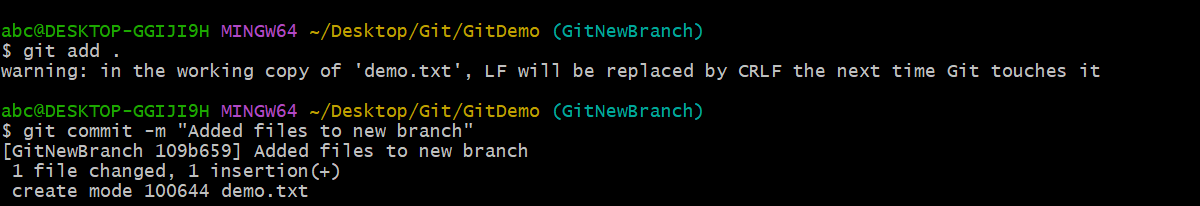 abc@DESKTOP-GGIJI9H MINGW64 ~/Desktop/Git/GitDemo (GitNewBranch)
$ git add .
warning: in the working copy of 'demo.txt', LF will be replaced by CRLF the next time Git touches it
abc@DESKTOP-GGIJI9H MINGW64 ~/Desktop/Git/GitDemo (GitNewBranch)
$ git commit -m "Added files to new branch"
[GitNewBranch 109b659] Added files to new branch
1 file changed, 1 insertion(+)
create mode 100644 demo.txt